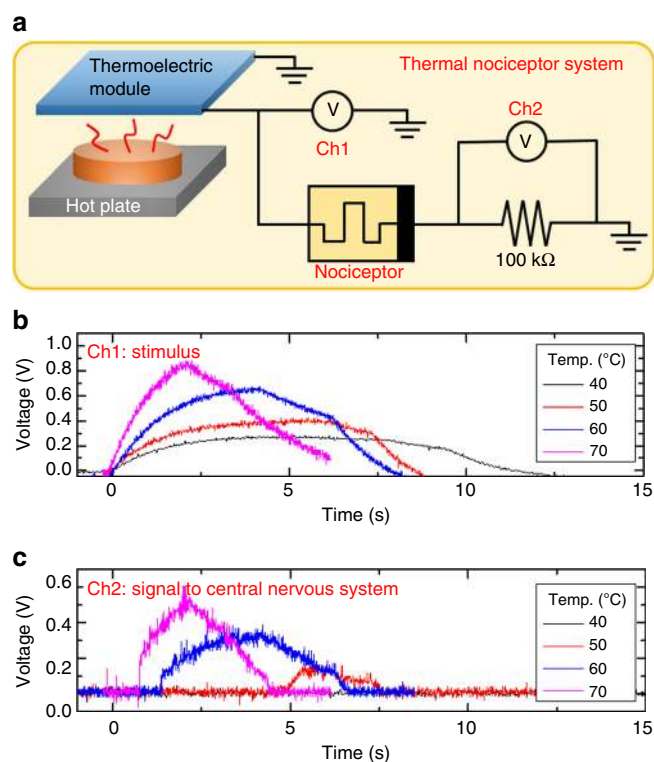 a
Thermoelectric
module
Thermal nociceptor system
V
Ch1
Ch2
V
Hot plate
Nociceptor
100 kΩ
b
Ch1: stimulus
Voltage (V)
1.0
0.8
0.6
0.4
0.2
0.0
0
5
10
15
Time (s)
Temp. (°C)
40
50
60
70
c
Ch2: signal to central nervous system
Voltage (V)
0.6
0.4
0.2
0.0
0
5
10
15
Time (s)
Temp. (°C)
40
50
60
70